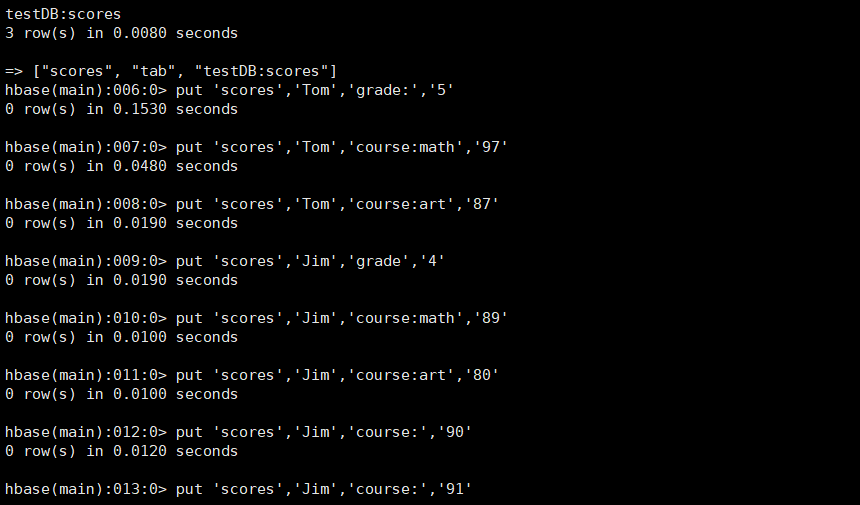 testDB:scores
3 row(s) in 0.0080 seconds
=> ["scores", "tab", "testDB:scores"]
hbase(main):006:0> put 'scores','Tom','grade:','5'
0 row(s) in 0.1530 seconds
hbase(main):007:0> put 'scores','Tom','course:math','97'
0 row(s) in 0.0480 seconds
hbase(main):008:0> put 'scores','Tom','course:art','87'
0 row(s) in 0.0190 seconds
hbase(main):009:0> put 'scores','Jim','grade','4'
0 row(s) in 0.0190 seconds
hbase(main):010:0> put 'scores','Jim','course:math','89'
0 row(s) in 0.0100 seconds
hbase(main):011:0> put 'scores','Jim','course:art','80'
0 row(s) in 0.0100 seconds
hbase(main):012:0> put 'scores','Jim','course:','90'
0 row(s) in 0.0120 seconds
hbase(main):013:0> put 'scores','Jim','course:','91'